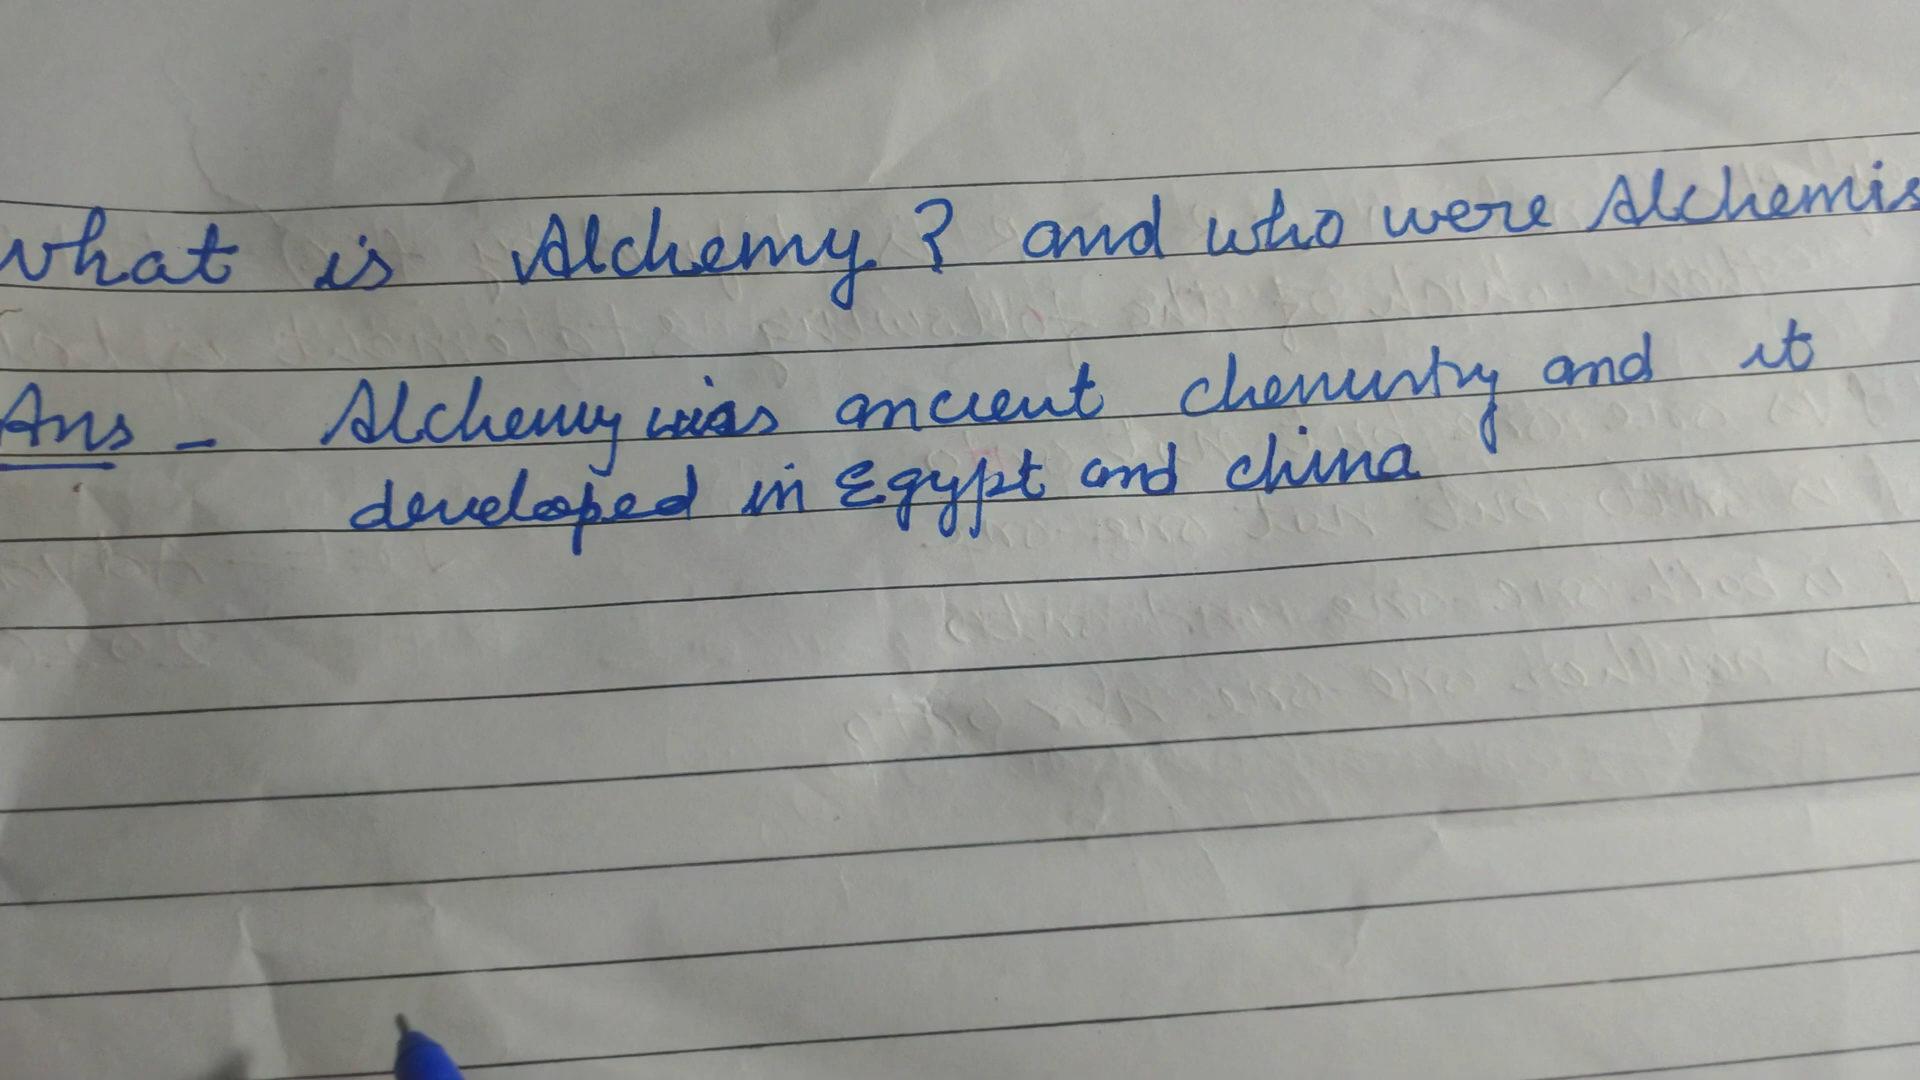 What is Alchemy? and who were Alchemis
Ans - Alchemy was ancient chemistry and it
developed in Egypt and china